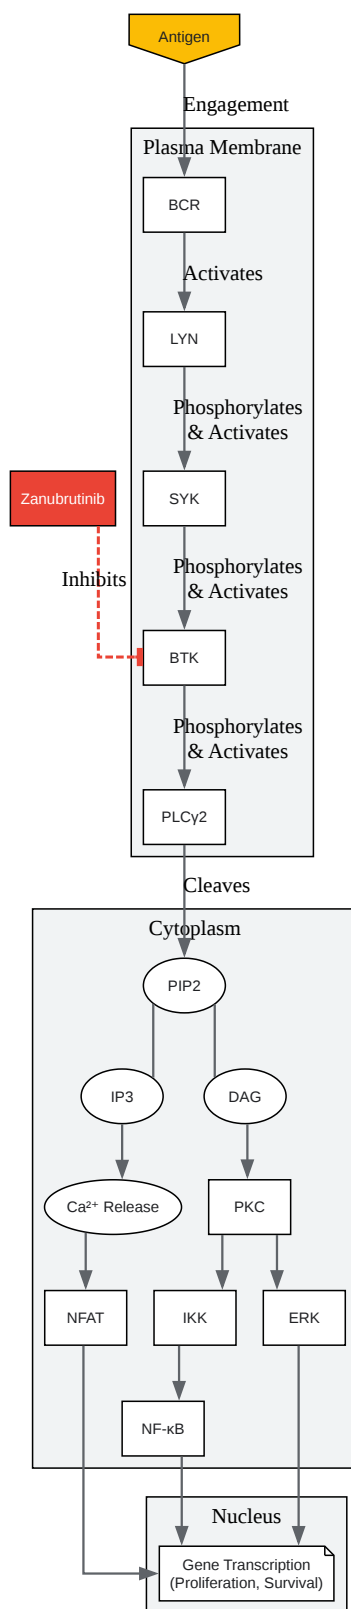 Antigen
Engagement
Plasma Membrane
BCR
Activates
LYN
Phosphorylates
& Activates
Zanubrutinib
SYK
Inhibits
Phosphorylates
& Activates
BTK
Phosphorylates
& Activates
PLCγ2
Cleaves
Cytoplasm
PIP2
IP3
DAG
Ca²⁺ Release
PKC
NFAT
IKK
ERK
NF-κB
Nucleus
Gene Transcription
(Proliferation, Survival)